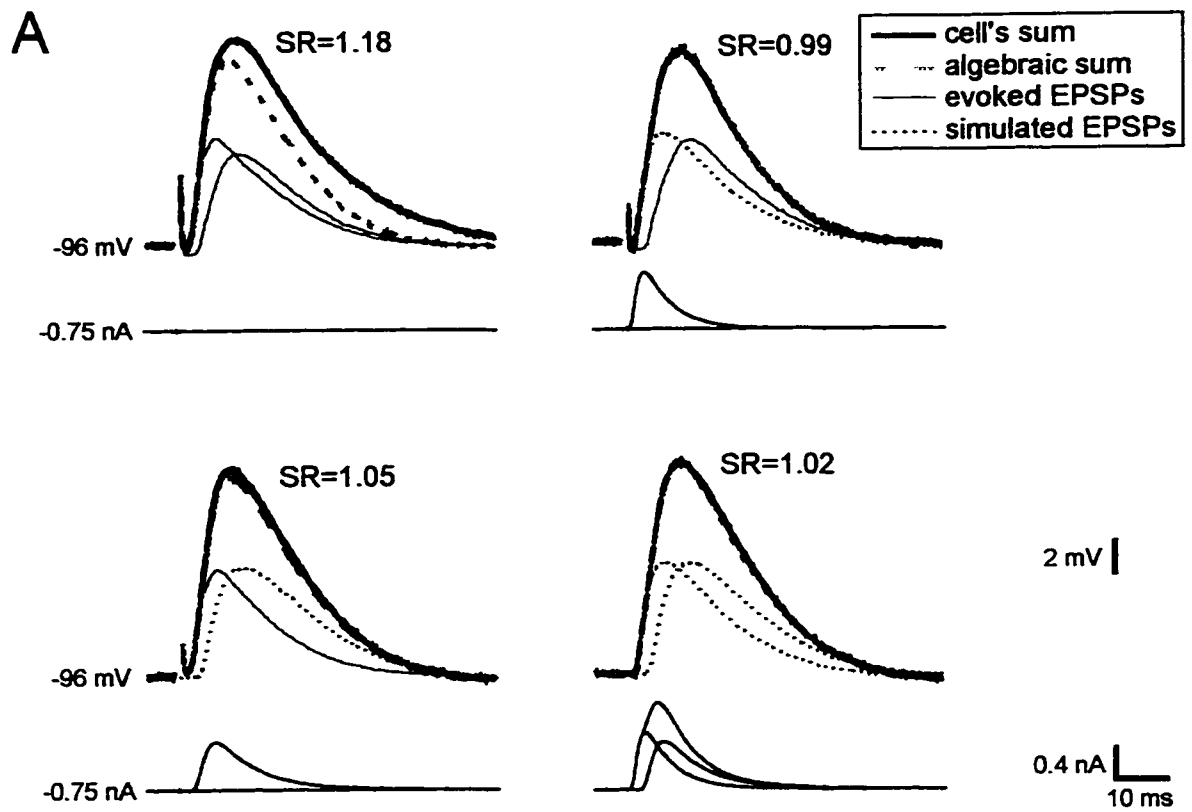 A
SR=1.18
SR=0.99
cell's sum
algebraic sum
evoked EPSPs
simulated EPSPs
-96 mV
-0.75 nA
SR=1.05
SR=1.02
2 mV
-96 mV
-0.75 nA
0.4 nA
10 ms